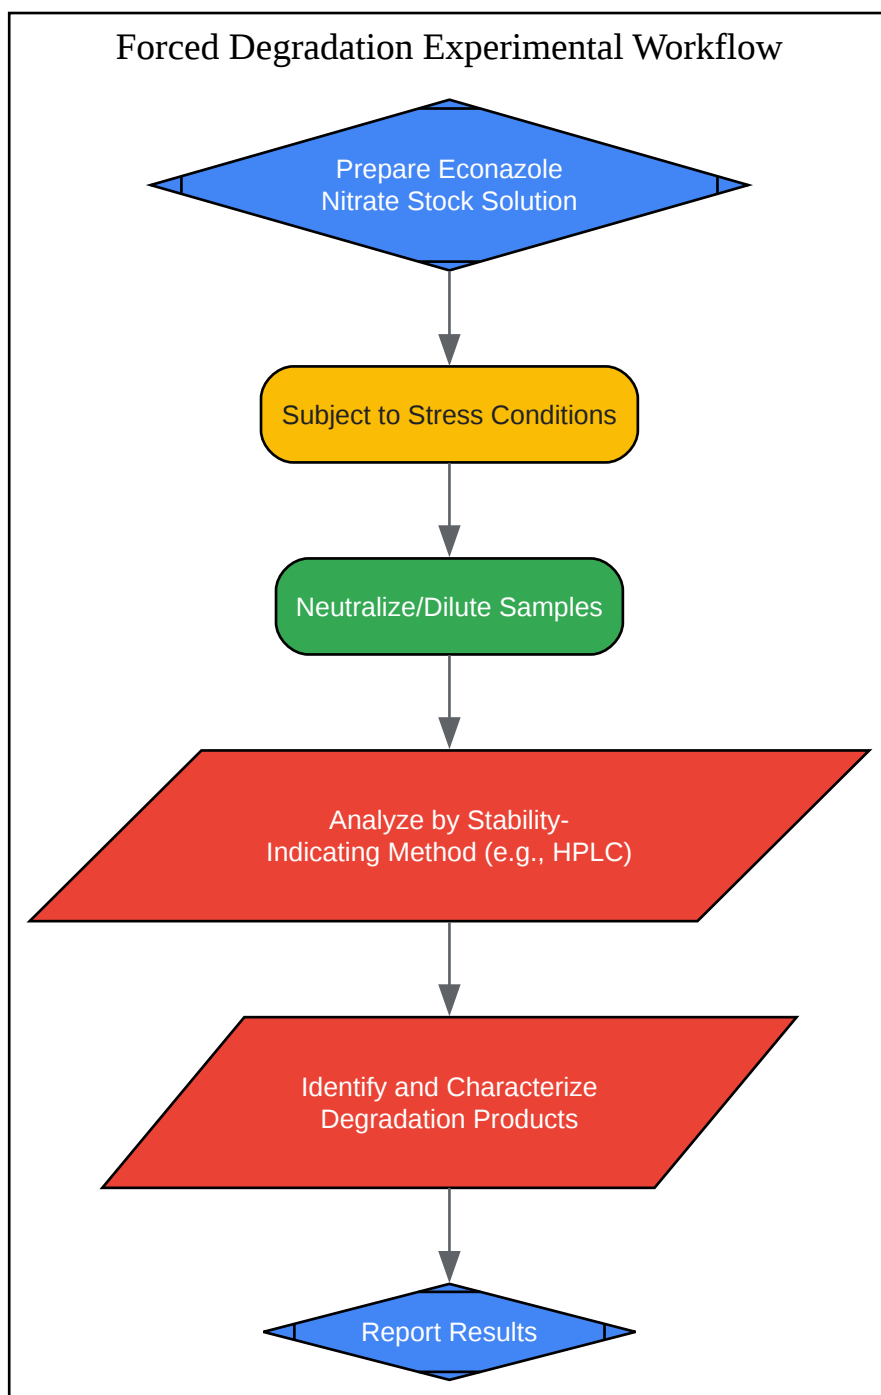 Forced Degradation Experimental Workflow
Prepare Econazole
Nitrate Stock Solution
Subject to Stress Conditions
Neutralize/Dilute Samples
Analyze by Stability-
Indicating Method (e.g., HPLC)
Identify and Characterize
Degradation Products
Report Results